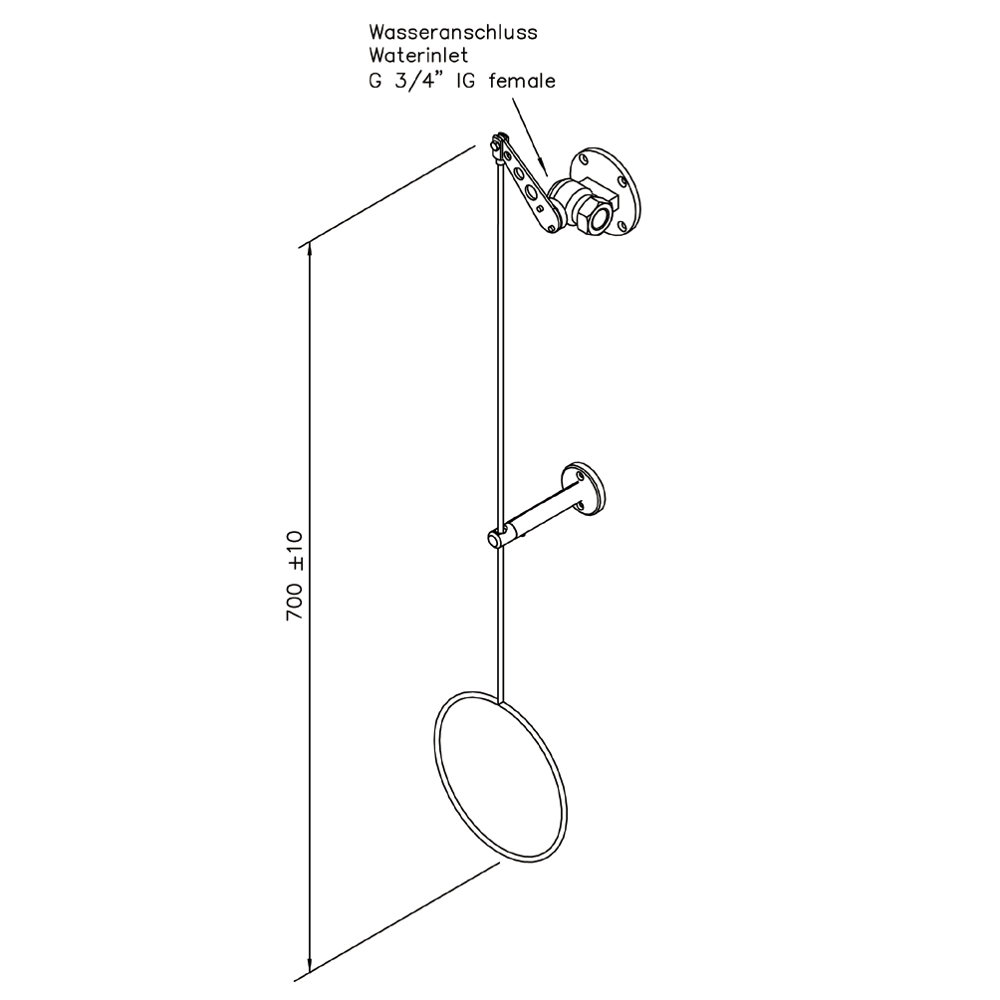 Wasseranschluss
Waterinlet
G 3/4” IG female
700 ±10